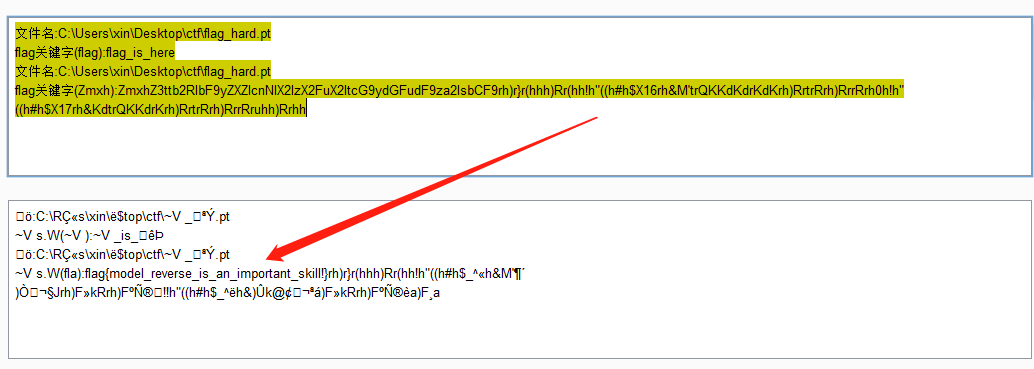 文件名:C:\Users\xin\Desktop\ctf\flag_hard.pt
flag关键字(flag):flag_is_here
文件名:C:\Users\xin\Desktop\ctf\flag_hard.pt
flag关键字(Zmxh):ZmxhZ3ttb2RlbF9yZXZlcnNlX2lzX2FuX2ltcG9ydGFudF9za2lsbCF9rh)r}r(hhh)Rr(hh!h"((h#h$X16rh&M'trQKKdKdrKdKrh)RrtrRrh)RrrRrh0h!h"
((h#h$X17rh&KdtrQKKdrKrh)RrtrRrh)RrrRruhh)Rrhh
□ö:C:\RÇ«s\xin\ë$top\ctf\~V _□ªÝ.pt
~V s.W(~V ):~V _is_□êÞ
□ö:C:\RÇ«s\xin\ë$top\ctf\~V _□ªÝ.pt
~V s.W(fla):flag{model_reverse_is_an_important_skill!}rh)r}r(hhh)Rr(hh!h"((h#h$_^«h&M'¶´
)Ò□¬§Jrh)F»kRrh)FºÑ®□!!h"((h#h$_^ëh&)Ûk@¢□¬ªá)F»kRrh)FºÑ®èa)F¸a